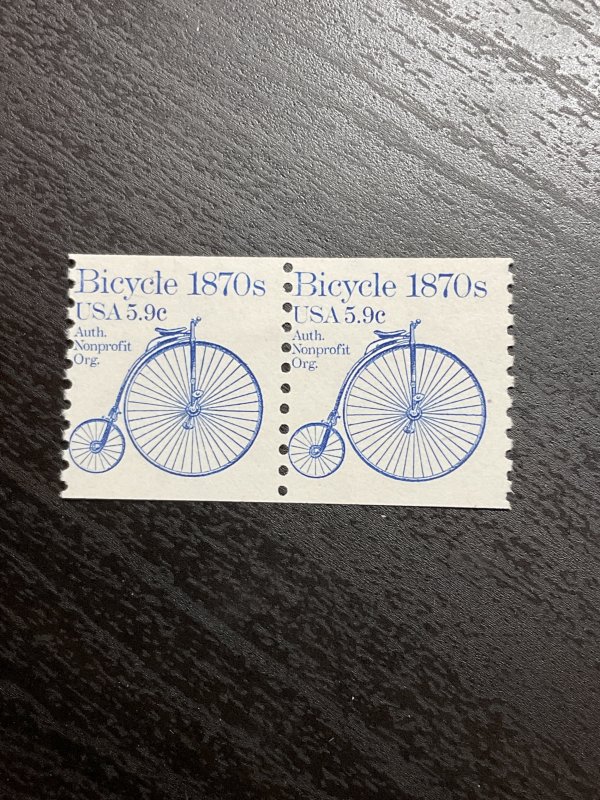 Bicycle 1870s
USA 5.9c
Auth.
Nonprofit
Org.
Bicycle 1870s
USA 5.9c
Auth.
Nonprofit
Org.